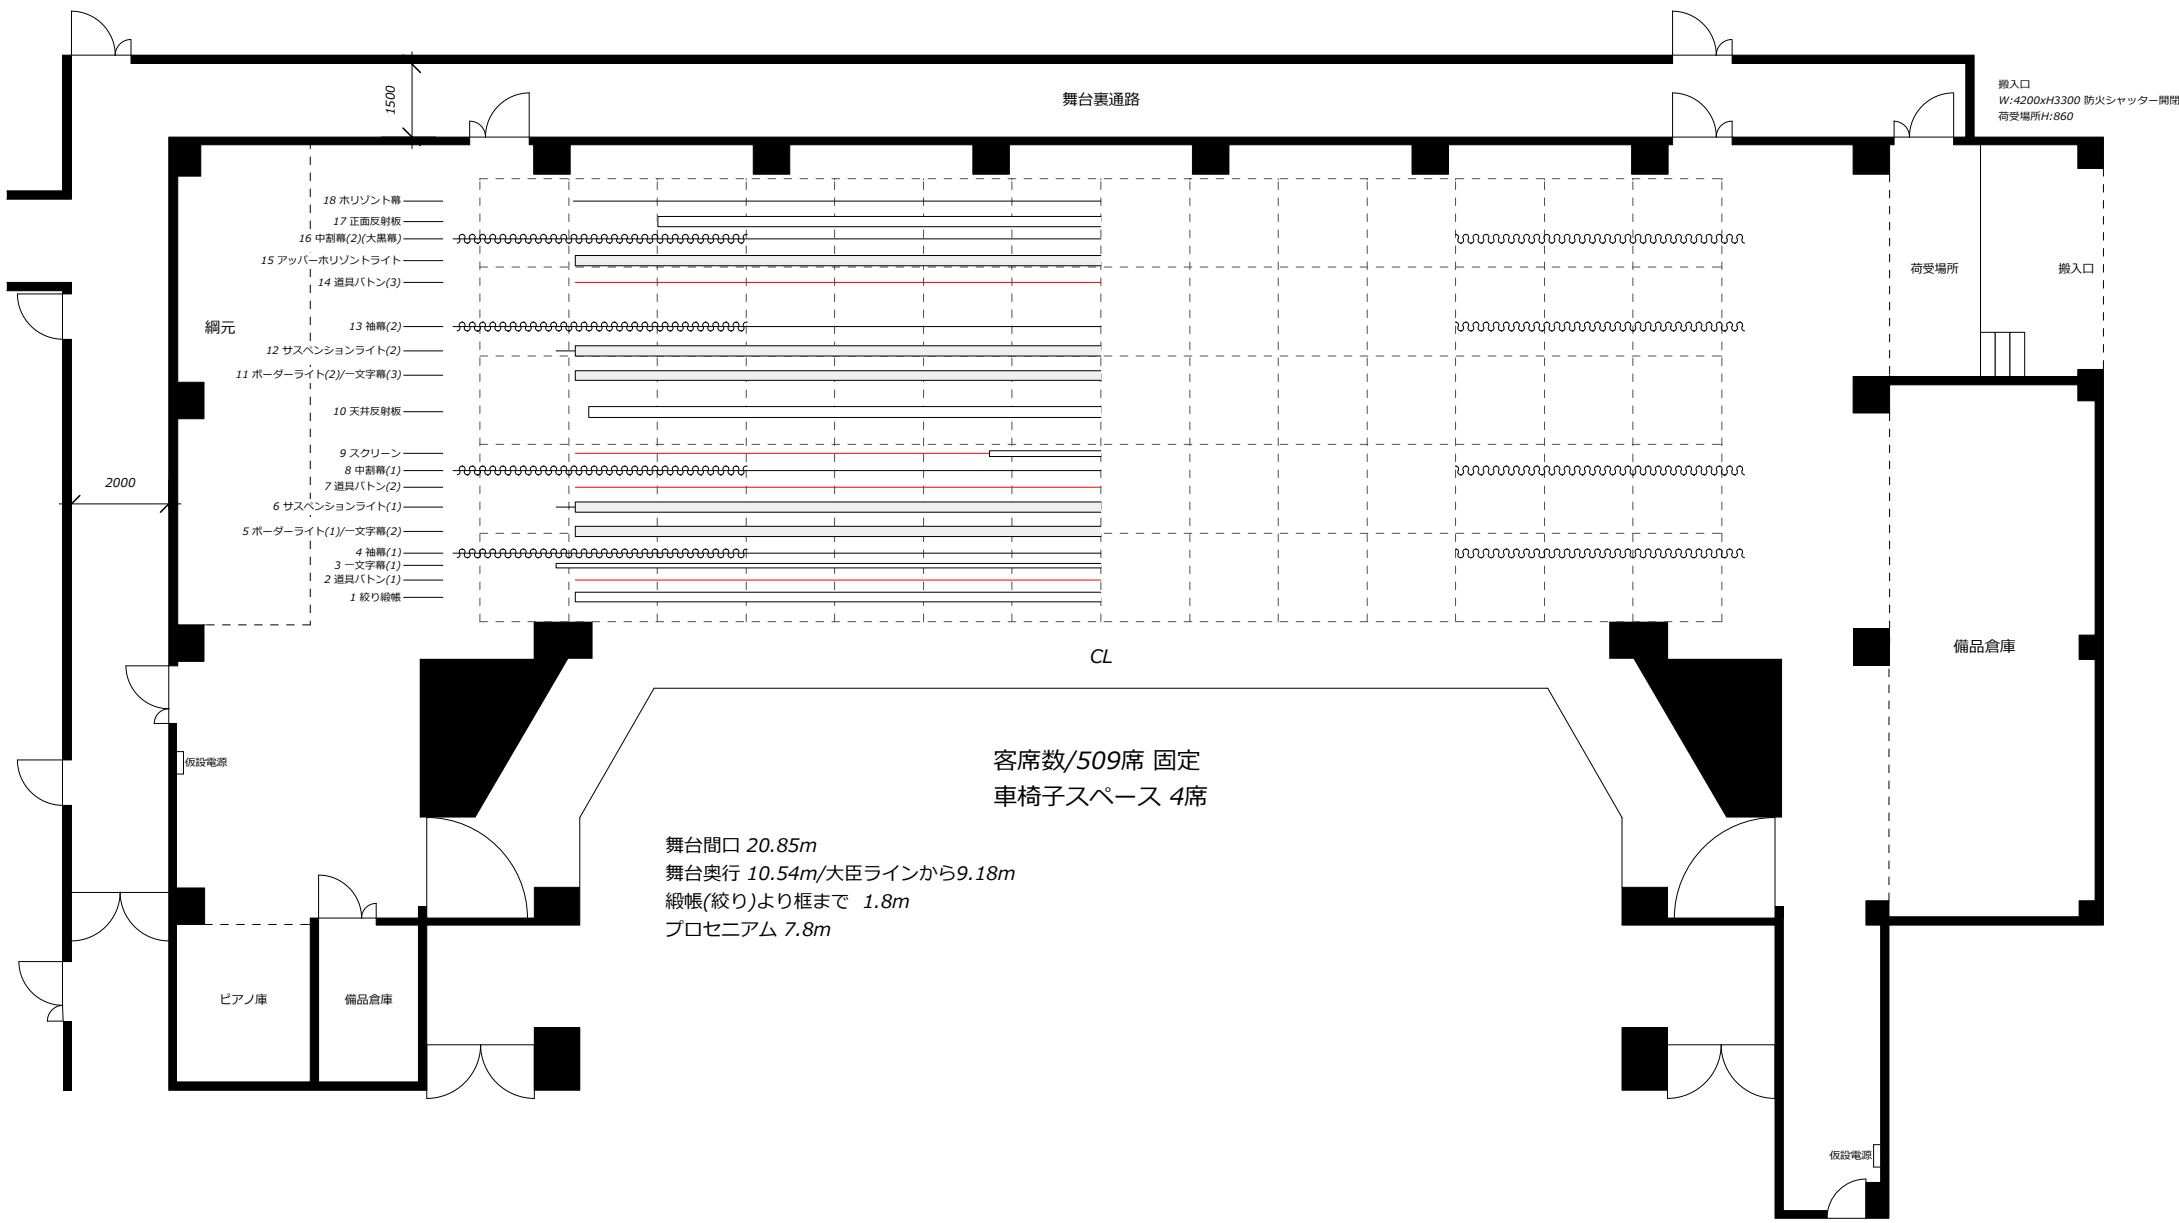 1500
舞台裏通路
搬入口
W:4200xH3300 防火シャッター開閉
荷受場所H:860
18 ホリゾント幕
17 正面反射板
16 中割幕(2)(大黒幕)
15 アッパーホリゾントライト
14 道具バトン(3)
13 袖幕(2)
12 サスペンションライト(2)
11 ボーダーライト(2)/一文字幕(3)
10 天井反射板
9 スクリーン
8 中割幕(1)
7 道具バトン(2)
6 サスペンションライト(1)
5 ボーダーライト(1)/一文字幕(2)
4 袖幕(1)
3 一文字幕(1)
2 道具バトン(1)
1 絞り緞帳
綱元
2000
荷受場所
搬入口
備品倉庫
CL
仮設電源
客席数/509席 固定
車椅子スペース 4席
舞台間口 20.85m
舞台奥行 10.54m/大臣ラインから9.18m
緞帳(絞り)より框まで 1.8m
プロセニアム 7.8m
ピアノ庫
備品倉庫
仮設電源